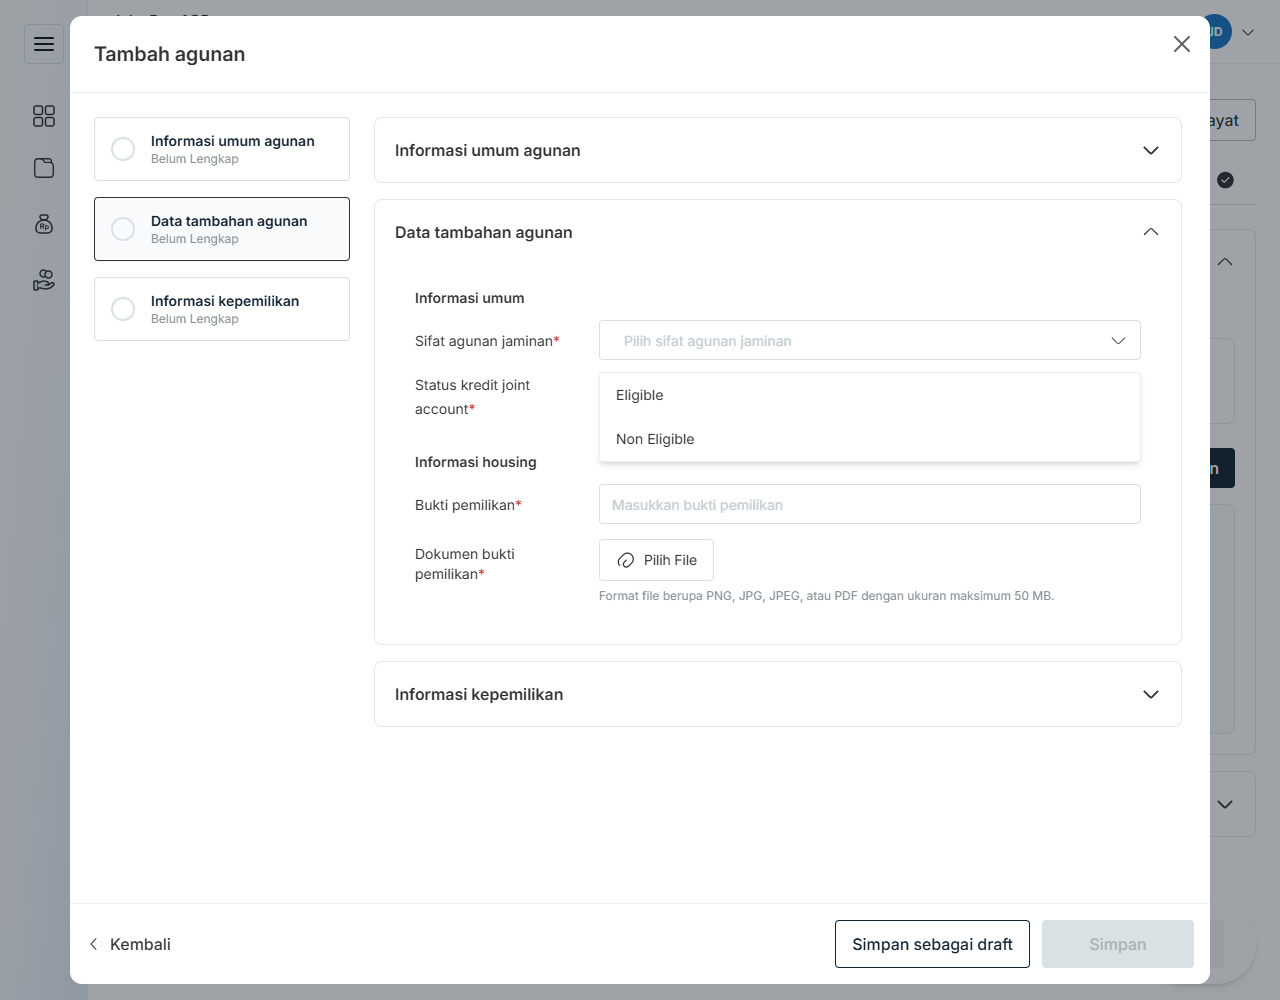 Tambah agunan
JD
ayat
Informasi umum agunan
Belum Lengkap
Data tambahan agunan
Belum Lengkap
Informasi kepemilikan
Belum Lengkap
Informasi umum agunan
Data tambahan agunan
Informasi umum
Sifat agunan jaminan*
Pilih sifat agunan jaminan
Status kredit joint
account*
Eligible
Non Eligible
Informasi housing
Bukti pemilikan*
Masukkan bukti pemilikan
Dokumen bukti
pemilikan*
Pilih File
Format file berupa PNG, JPG, JPEG, atau PDF dengan ukuran maksimum 50 MB.
Informasi kepemilikan
Rp
n
Kembali
Simpan sebagai draft
Simpan